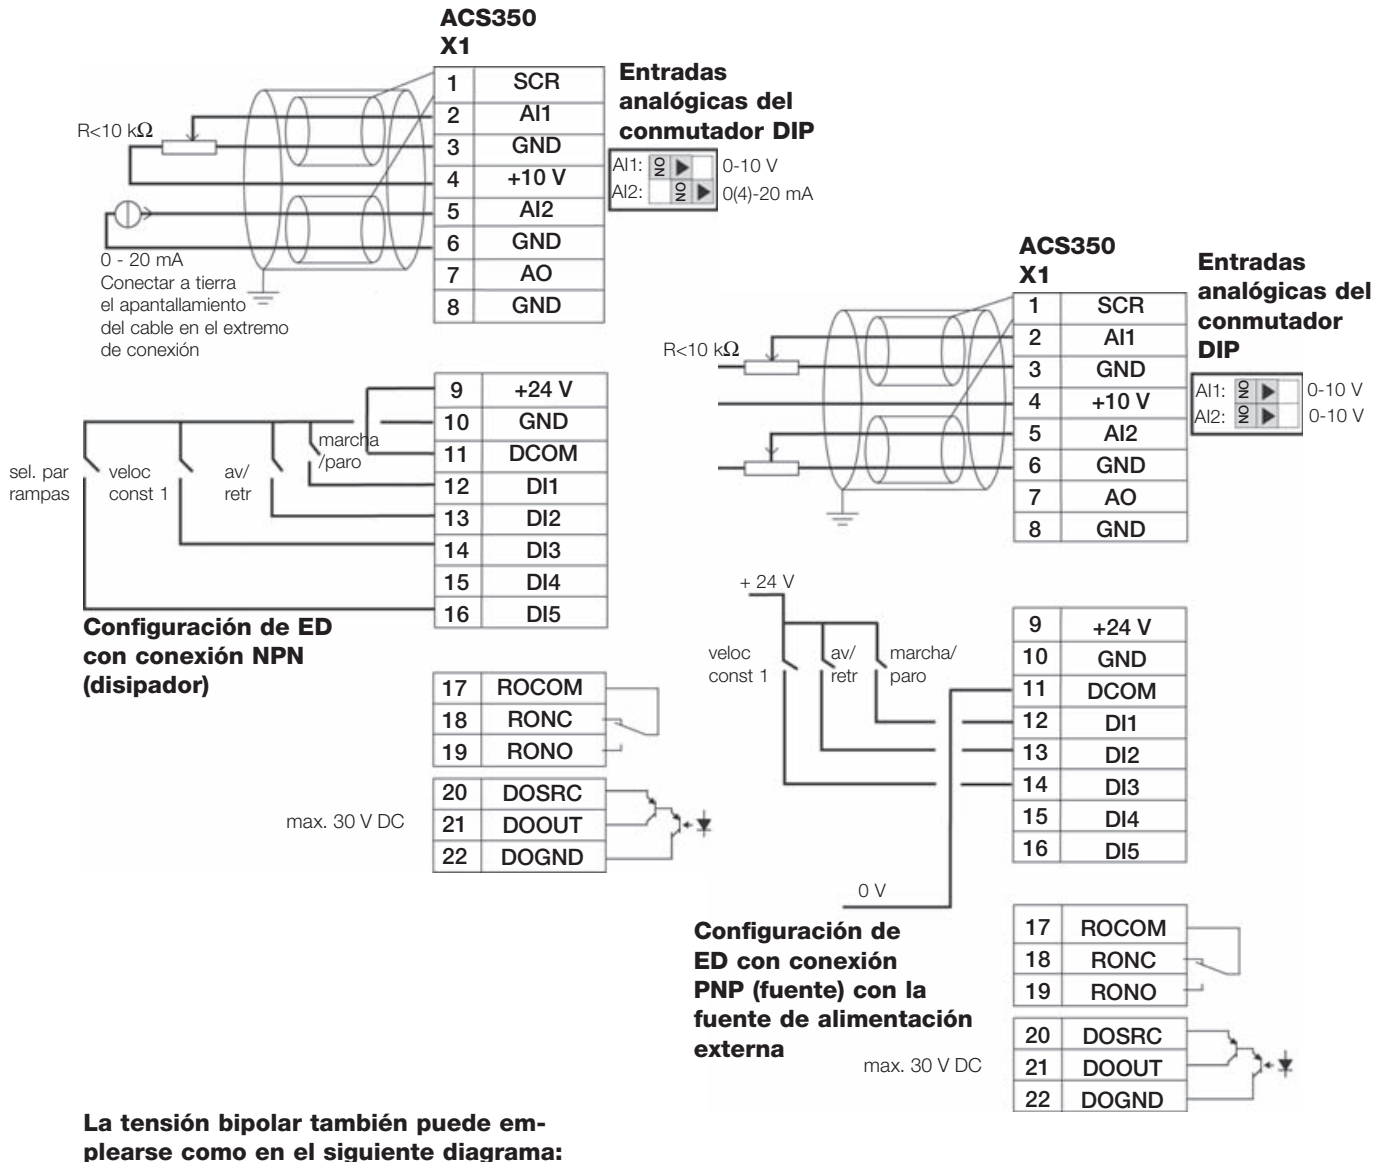 ACS350
X1
1 SCR
2 AI1
3 GND
4 +10 V
5 AI2
6 GND
7 AO
8 GND
R<10 kΩ
0 - 20 mA
Conectar a tierra
el apantallamiento
del cable en el extremo
de conexión
Entradas
analógicas del
conmutador DIP
AI1: ON 0-10 V
AI2: ON 0(4)-20 mA
9 +24 V
10 GND
11 DCOM
12 DI1
13 DI2
14 DI3
15 DI4
16 DI5
sel. par
rampas
veloc
const 1
av/
retr
marcha
/paro
Configuración de ED
con conexión NPN
(disipador)
17 ROCOM
18 RONC
19 RONO
20 DOSRC
21 DOOUT
22 DOGND
max. 30 V DC
ACS350
X1
1 SCR
2 AI1
3 GND
4 +10 V
5 AI2
6 GND
7 AO
8 GND
R<10 kΩ
Entradas
analógicas del
conmutador
DIP
AI1: ON 0-10 V
AI2: ON 0-10 V
+ 24 V
9 +24 V
10 GND
11 DCOM
12 DI1
13 DI2
14 DI3
15 DI4
16 DI5
veloc
const 1
av/
retr
marcha/
paro
0 V
Configuración de
ED con conexión
PNP (fuente) con la
fuente de alimentación
externa
17 ROCOM
18 RONC
19 RONO
20 DOSRC
21 DOOUT
22 DOGND
max. 30 V DC
La tensión bipolar también puede em-
plearse como en el siguiente diagrama: